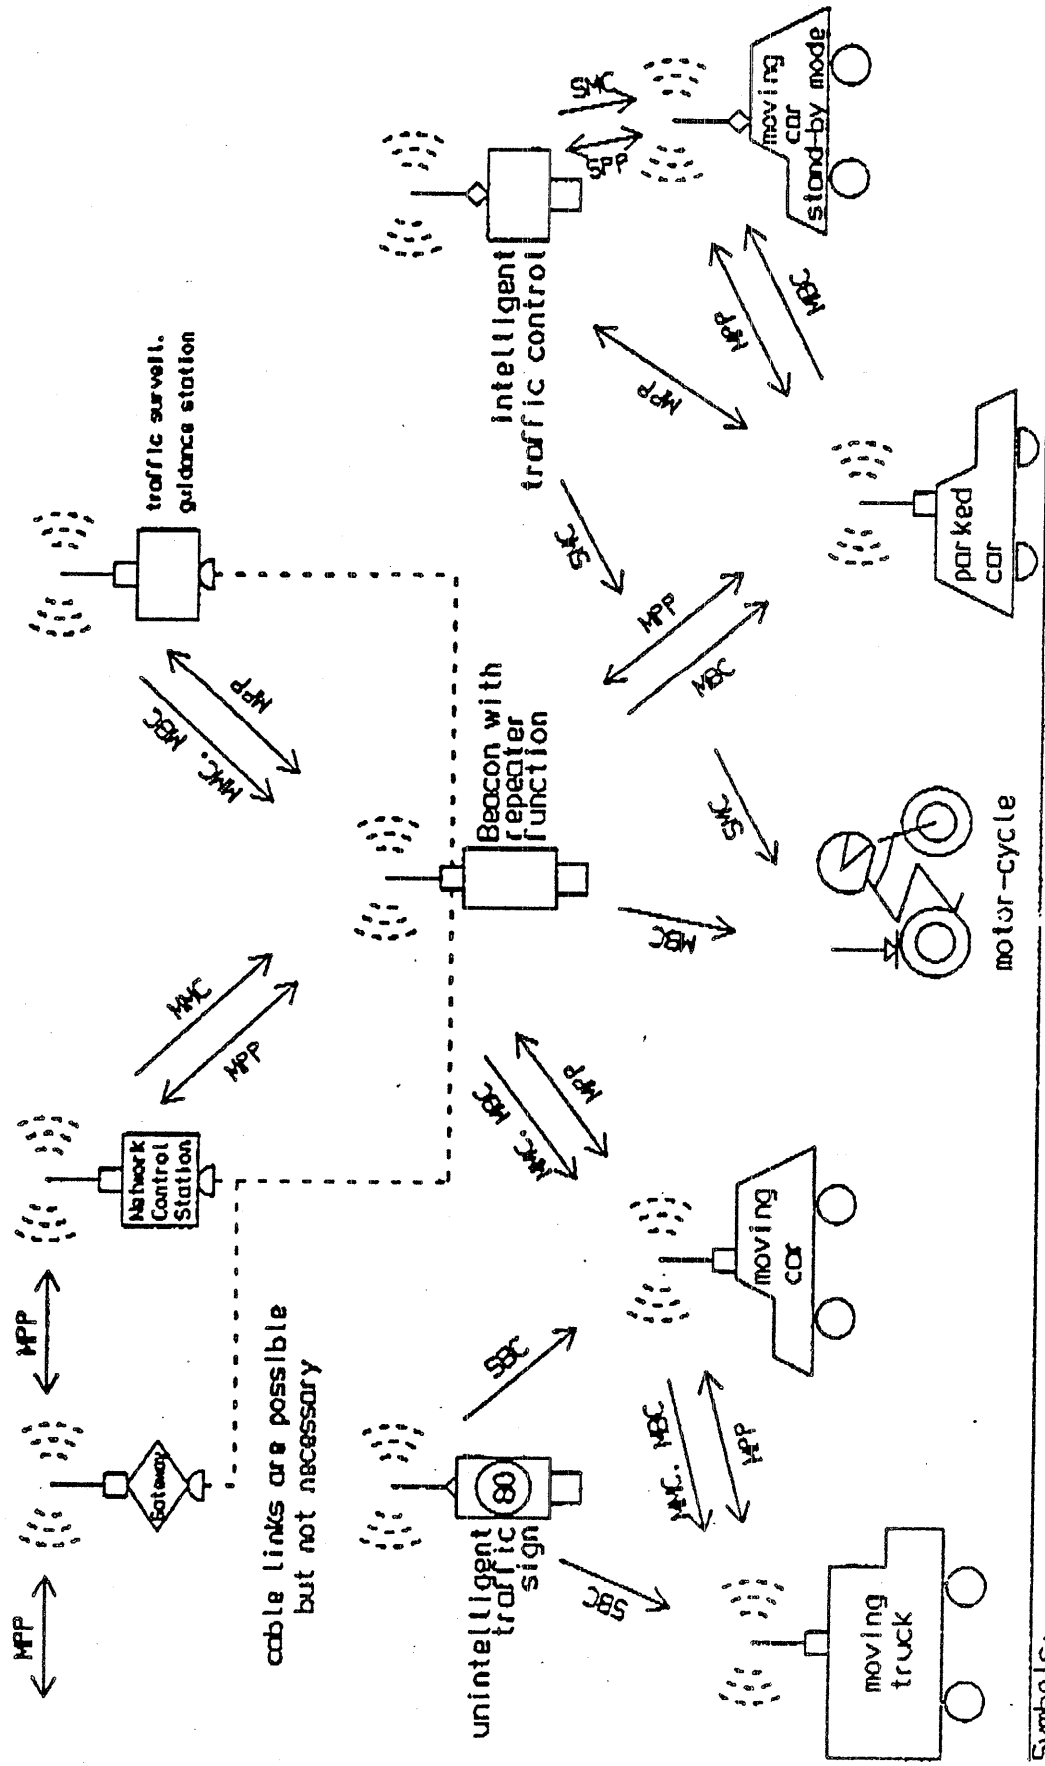 MPP
MPP
Gateway
Network
Control
Station
traffic surveil.
guidance station
cable links are possible
but not necessary
MMC
MPP
MMC. MBC
MPP
unintelligent
traffic
sign
80
Beacon with
repeater
function
intelligent
traffic control
SBC
SBC
MMC. MBC
MPP
MBC
MPP
MBC
SMC
SMC
MPP
SPP
SMC
MPP
MBC
MMC. MBC
MPP
moving
truck
moving
car
motor-cycle
parked
car
moving
car
stand-by mode
Symbols: